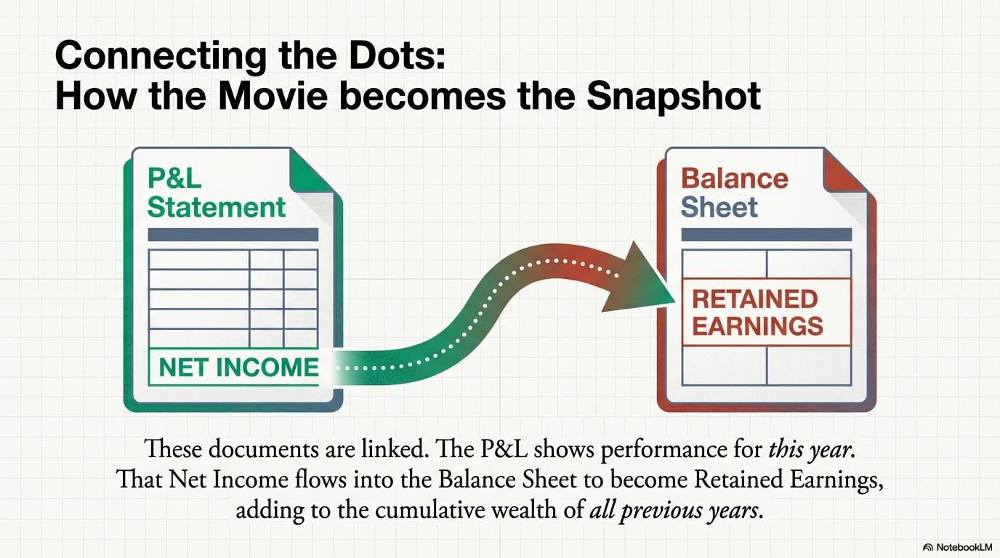 Connecting the Dots:
How the Movie becomes the Snapshot
P&L
Statement
NET INCOME
Balance
Sheet
RETAINED
EARNINGS
These documents are linked. The P&L shows performance for this year.
That Net Income flows into the Balance Sheet to become Retained Earnings,
adding to the cumulative wealth of all previous years.
NotebookLM